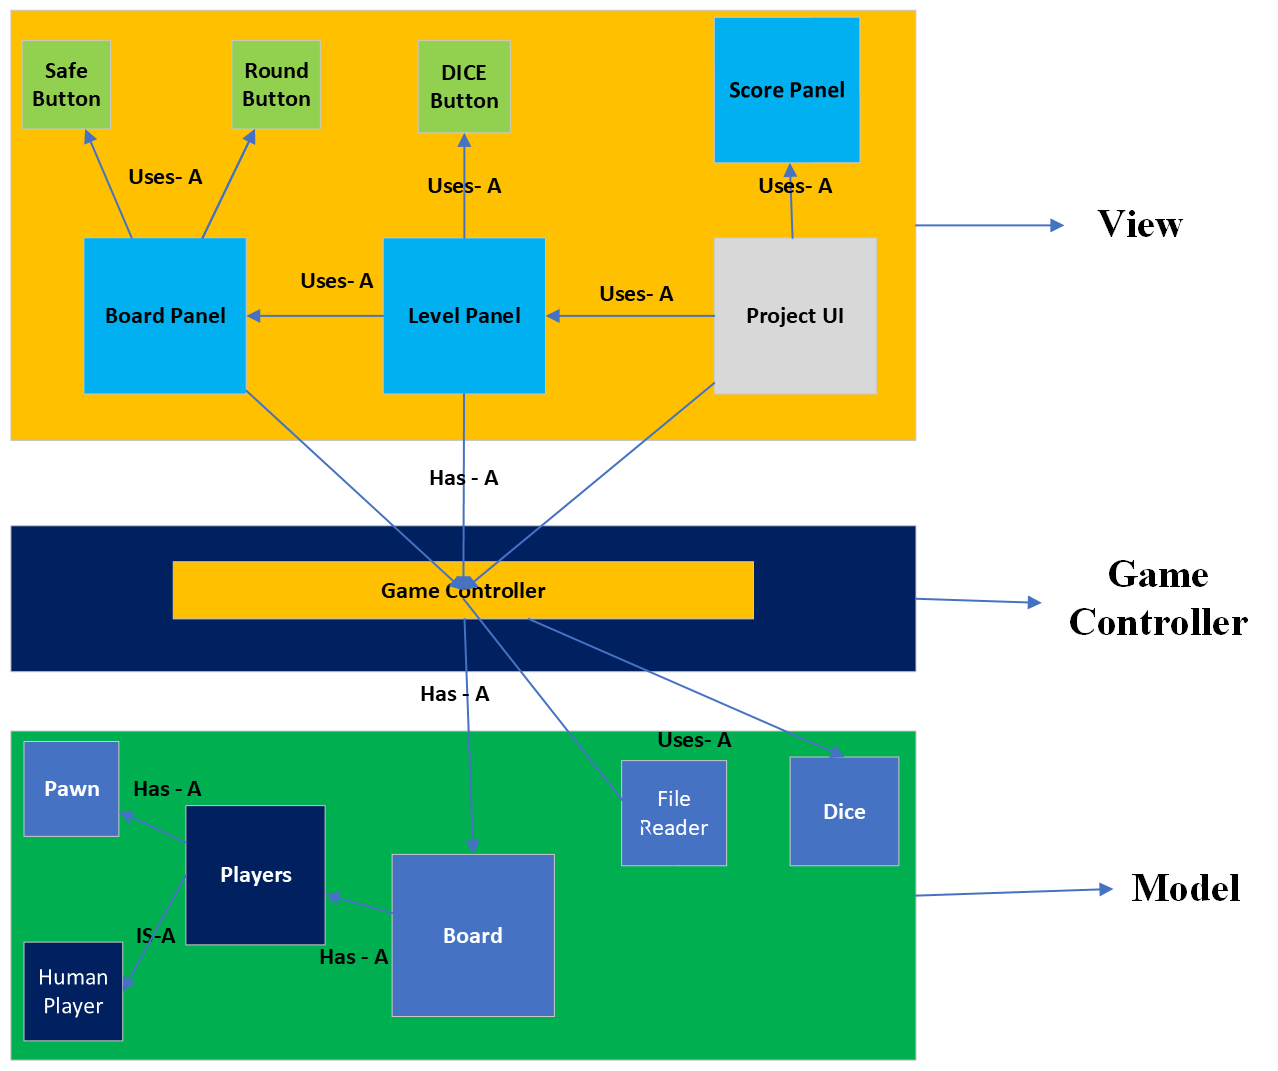 Safe
Button
Round
Button
DICE
Button
Score Panel
Uses- A
Uses- A
Uses- A
View
Uses- A
Uses- A
Board Panel
Level Panel
Project UI
Has - A
Game Controller
Game
Controller
Has - A
Uses- A
Pawn
Has - A
File
Reader
Dice
Players
Model
Board
IS-A
Has - A
Human
Player